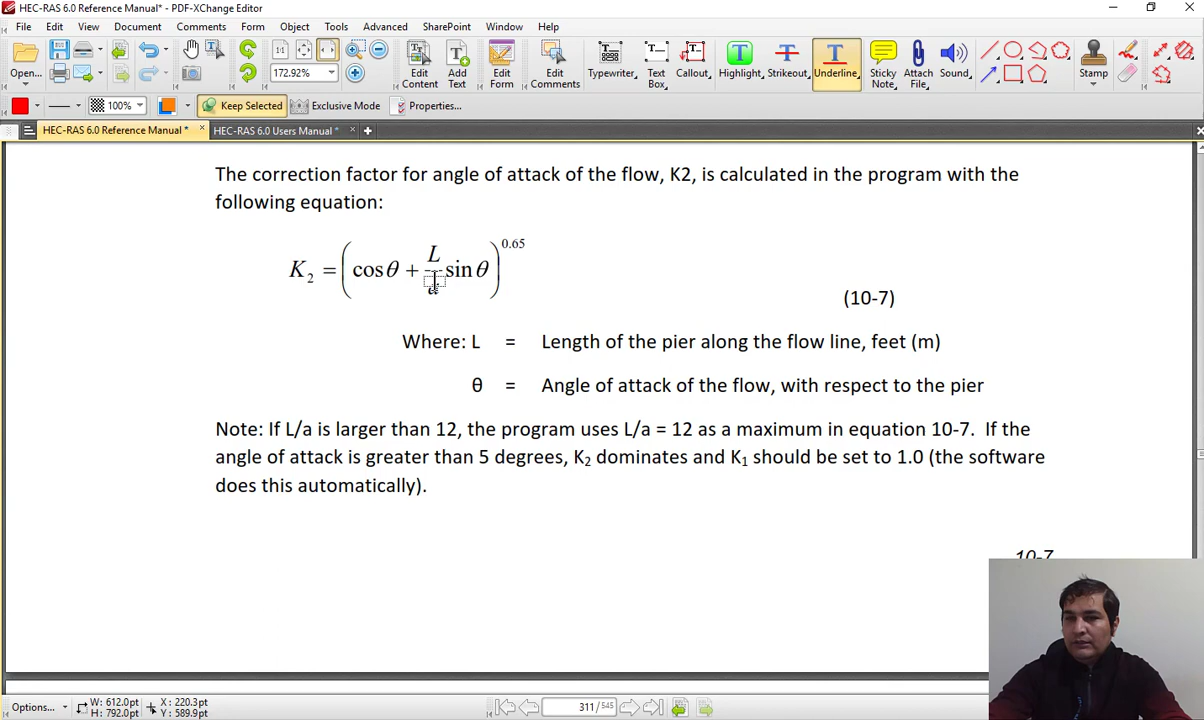 HEC-RAS 6.0 Reference Manual* - PDF-XChange Editor
File Edit View Document Comments Form Object Tools Advanced SharePoint Window Help
Open... 172.92% Edit Content Add Text Edit Form Edit Comments Typewriter Text Box Callout Highlight Strikeout Underline Sticky Note Attach File Sound Stamp
100% Keep Selected Exclusive Mode Properties...
HEC-RAS 6.0 Reference Manual * HEC-RAS 6.0 Users Manual *
The correction factor for angle of attack of the flow, K2, is calculated in the program with the
following equation:
K₂ = (cosθ + L/a sinθ)^0.65
(10-7)
Where: L = Length of the pier along the flow line, feet (m)
θ = Angle of attack of the flow, with respect to the pier
Note: If L/a is larger than 12, the program uses L/a = 12 as a maximum in equation 10-7. If the
angle of attack is greater than 5 degrees, K₂ dominates and K₁ should be set to 1.0 (the software
does this automatically).
10-7
Options... W: 612.0pt H: 792.0pt X: 220.3pt Y: 589.9pt 311 / 545